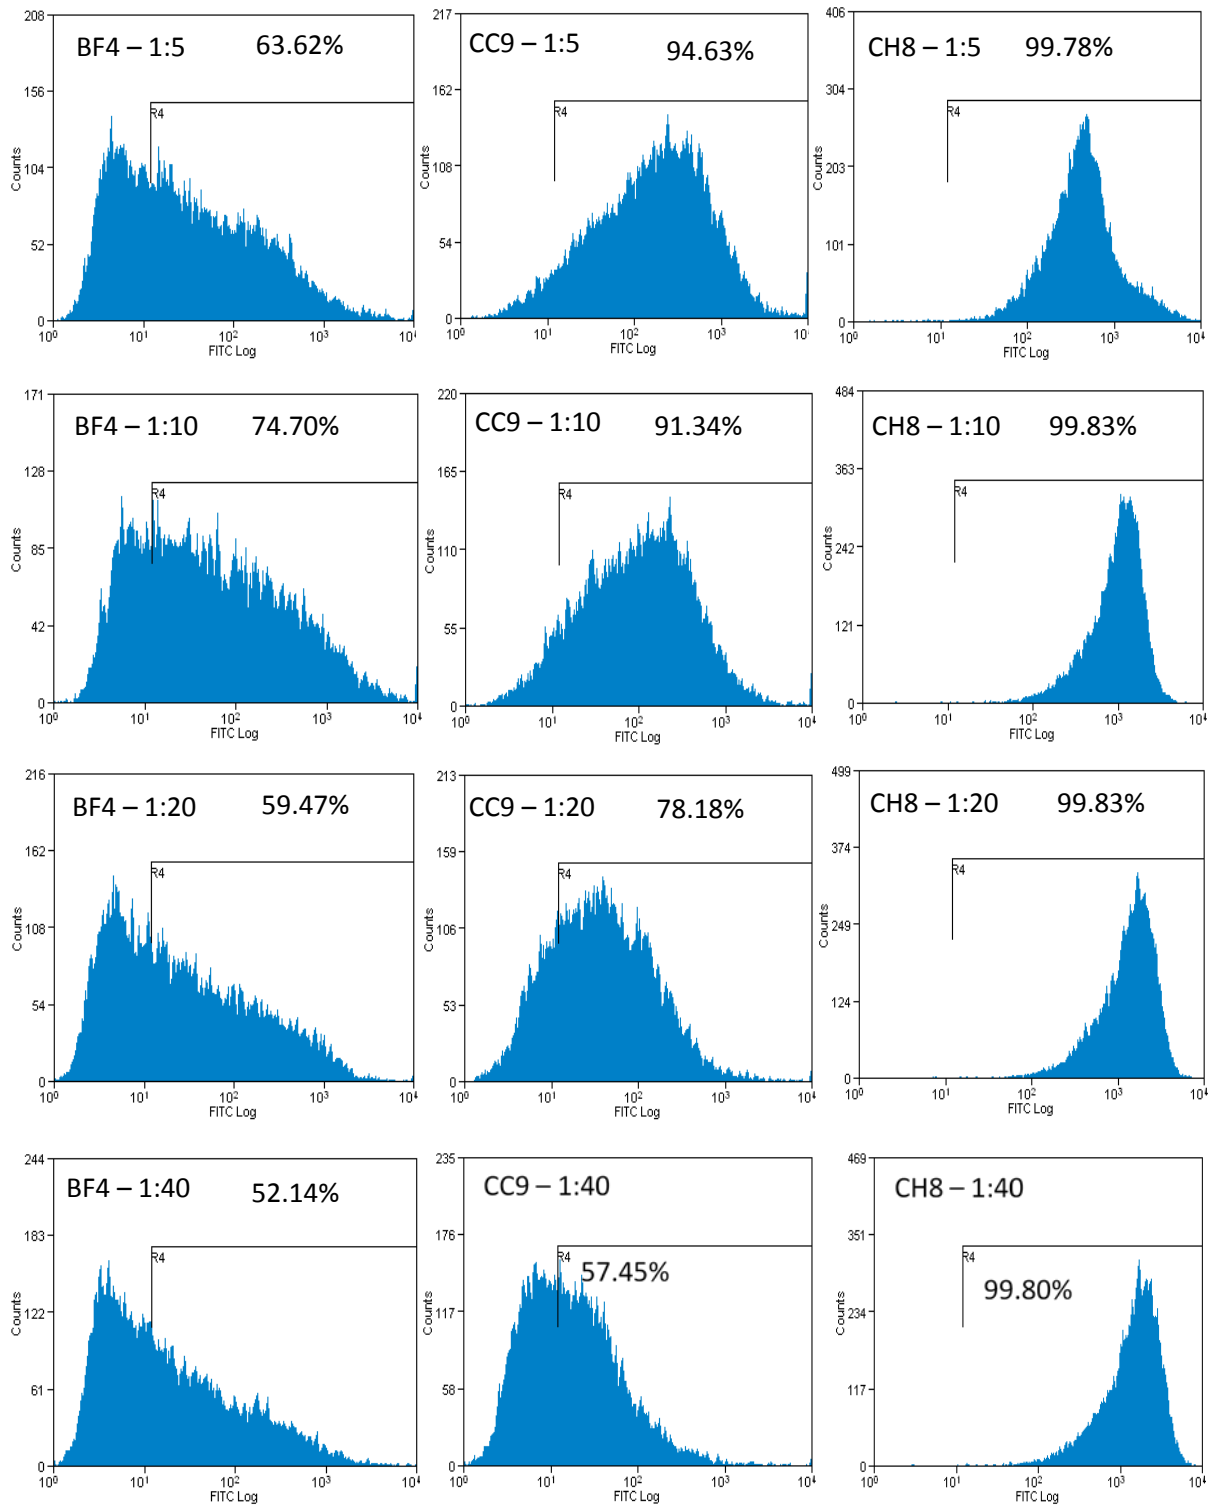 208
156
104
52
0
Counts
BF4 – 1:5 63.62%
R4
10⁰ 10¹ 10² 10³ 10⁴
FITC Log
217
162
108
54
0
Counts
CC9 – 1:5 94.63%
R4
10⁰ 10¹ 10² 10³
FITC Log
406
304
203
101
0
Counts
CH8 – 1:5 99.78%
R4
10⁰ 10¹ 10² 10³ 10⁴
FITC Log
171
128
85
42
0
Counts
BF4 – 1:10 74.70%
R4
10⁰ 10¹ 10² 10³ 10⁴
FITC Log
220
165
110
55
0
Counts
CC9 – 1:10 91.34%
R4
10⁰ 10¹ 10² 10³ 10⁴
FITC Log
484
363
242
121
0
Counts
CH8 – 1:10 99.83%
R4
10⁰ 10¹ 10² 10³ 10⁴
FITC Log
216
162
108
54
0
Counts
BF4 – 1:20 59.47%
R4
10⁰ 10¹ 10² 10³ 10⁴
FITC Log
213
159
106
53
0
Counts
CC9 – 1:20 78.18%
R4
10⁰ 10¹ 10² 10³ 10⁴
FITC Log
499
374
249
124
0
Counts
CH8 – 1:20 99.83%
R4
10⁰ 10¹ 10² 10³ 10⁴
FITC Log
244
183
122
61
0
Counts
BF4 – 1:40 52.14%
R4
10⁰ 10¹ 10² 10³ 10⁴
FITC Log
235
176
117
58
0
Counts
CC9 – 1:40
R4
57.45%
10⁰ 10¹ 10² 10³ 10⁴
FITC Log
469
351
234
117
0
Counts
CH8 – 1:40
R4
99.80%
10⁰ 10¹ 10² 10³ 10⁴
FITC Log